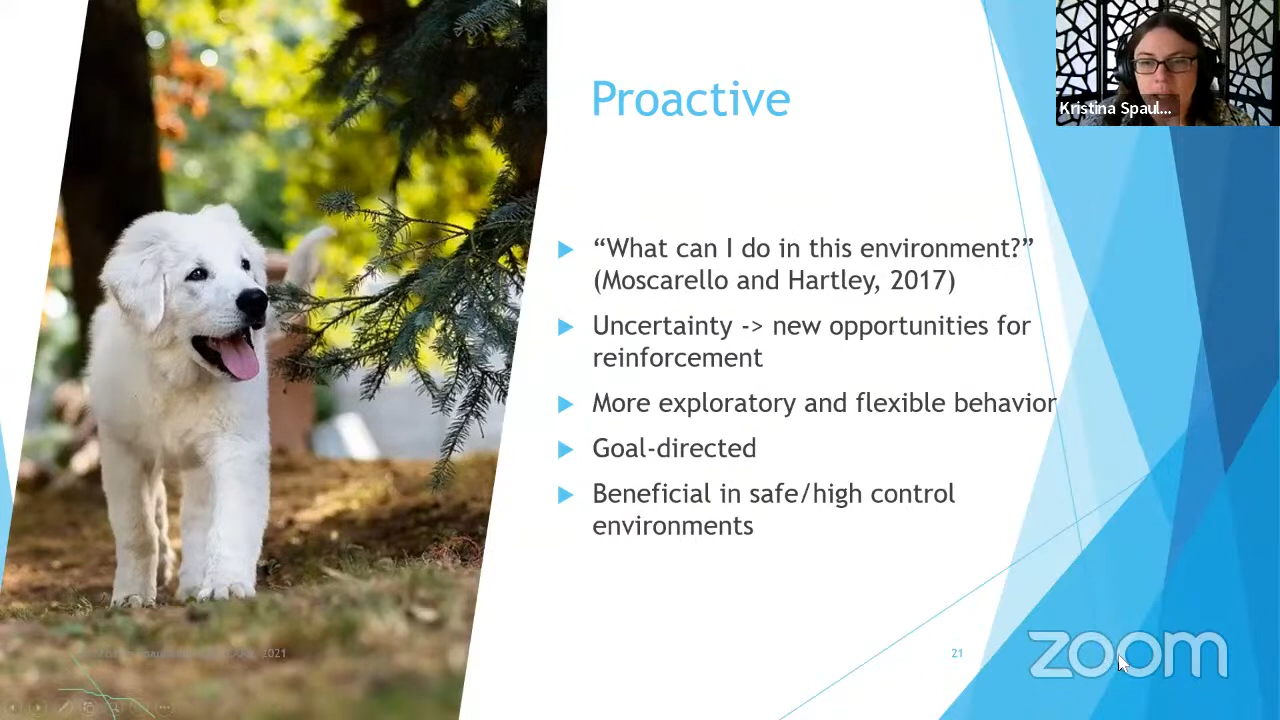 Proactive
Kristina Spaul...
“What can I do in this environment?”
(Moscarello and Hartley, 2017)
Uncertainty -> new opportunities for
reinforcement
More exploratory and flexible behavior
Goal-directed
Beneficial in safe/high control
environments
2021
21
zoom